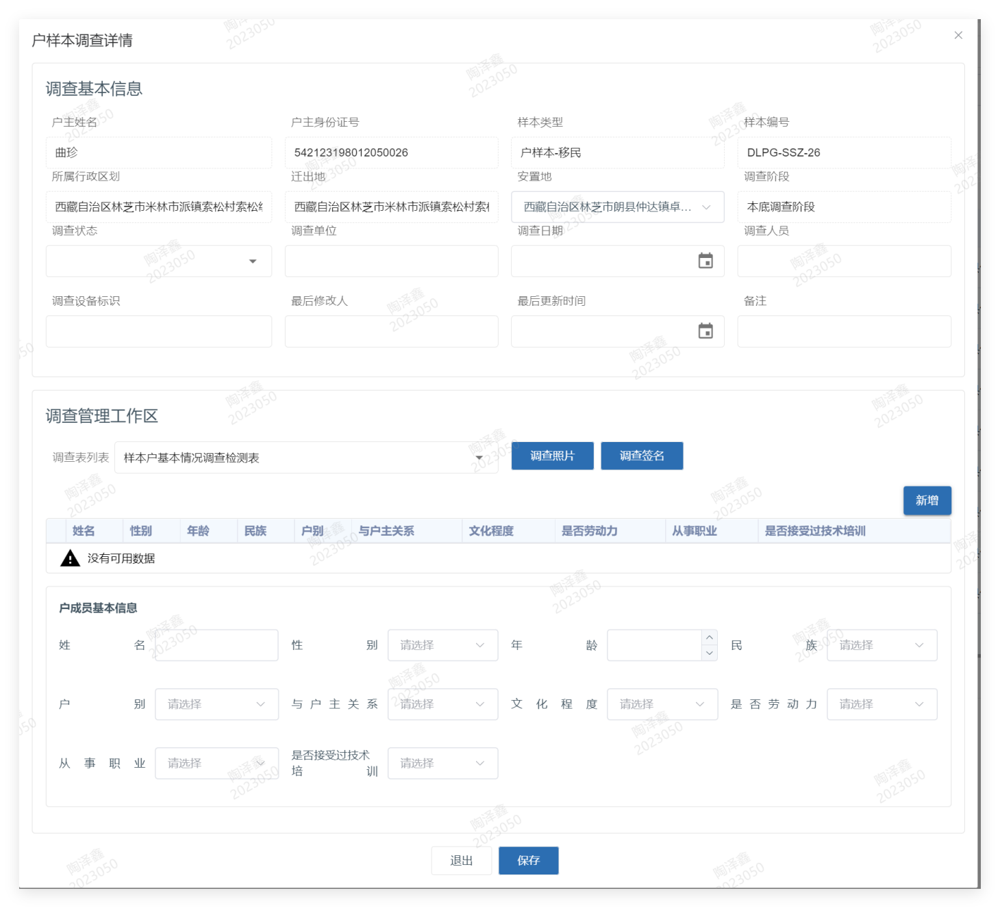 户样本调查详情
调查基本信息
户主姓名 户主身份证号 样本类型 样本编号
曲珍 542123198012050026 户样本-移民 DLPG-SSZ-26
所属行政区划 迁出地 安置地 调查阶段
西藏自治区林芝市米林市派镇索松村索松 西藏自治区林芝市米林市派镇索松村索 西藏自治区林芝市朗县仲达镇卓... 本底调查阶段
调查状态 调查单位 调查日期 调查人员
调查设备标识 最后修改人 最后更新时间 备注
调查管理工作区
调查表列表 样本户基本情况调查检测表 调查照片 调查签名
新增
姓名 性别 年龄 民族 户别 与户主关系 文化程度 是否劳动力 从事职业 是否接受过技术培训
没有可用数据
户成员基本信息
姓名 性别 请选择 年龄 民族 请选择
户别 请选择 与户主关系 请选择 文化程度 请选择 是否劳动力 请选择
从事职业 请选择 是否接受过技术培训 请选择
退出 保存
陶泽鑫
2023050